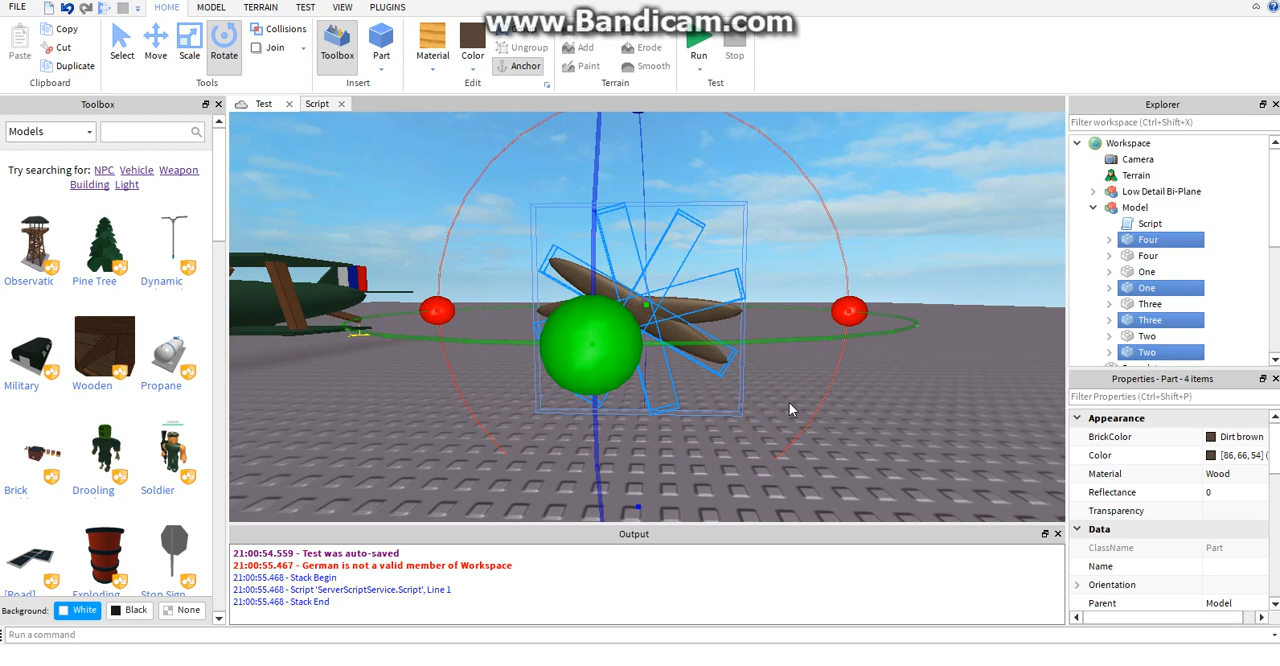 www.Bandicam.com
FILE HOME MODEL TERRAIN TEST VIEW PLUGINS
Paste Copy Cut Duplicate
Select Move Scale Rotate
Collisions
Join
Toolbox Part
Material Color
Ungroup
Anchor
Add Erode
Paint Smooth
Run Stop
Clipboard Tools Insert Edit Terrain Test
Toolbox
Models
Try searching for: NPC Vehicle Weapon
Building Light
Observatic Pine Tree Dynamic
Military Wooden Propane
Brick Drooling Soldier
[Road] Exploding Stop Sign
Background: White Black None
Test Script
Explorer
Filter workspace (Ctrl+Shift+X)
Workspace
Camera
Terrain
Low Detail Bi-Plane
Model
Script
Four
Four
One
One
Three
Three
Two
Two
Properties - Part - 4 items
Filter Properties (Ctrl+Shift+P)
Appearance
BrickColor Dirt brown
Color [86, 66, 54] (
Material Wood
Reflectance 0
Transparency
Data
ClassName Part
Name
Orientation
Parent Model
Output
21:00:54.559 - Test was auto-saved
21:00:55.467 - German is not a valid member of Workspace
21:00:55.468 - Stack Begin
21:00:55.468 - Script 'ServerScriptService.Script', Line 1
21:00:55.468 - Stack End
Run a command